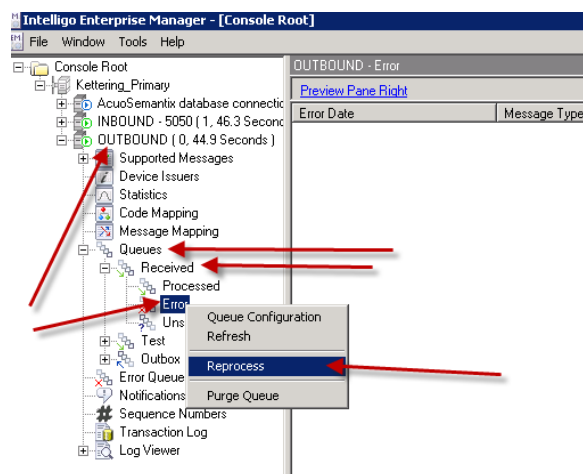 Intelligo Enterprise Manager - [Console Root]
File Window Tools Help
Console Root
Kettering_Primary
AcuoSemantix database connectic
INBOUND - 5050 ( 1, 46.3 Second
OUTBOUND ( 0, 44.9 Seconds )
Supported Messages
Device Issuers
Statistics
Code Mapping
Message Mapping
Queues
Received
Processed
Error
Uns
Test
Outbox
Error Queue
Notifications
Sequence Numbers
Transaction Log
Log Viewer
OUTBOUND - Error
Preview Pane Right
Error Date Message Type
Queue Configuration
Refresh
Reprocess
Purge Queue